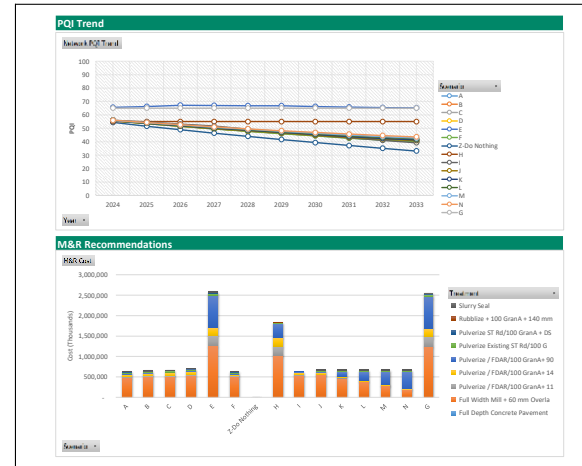 PQI Trend
Network PQI Trend
100
90
80
70
60
50
40
30
20
10
0
PQI
2024 2025 2026 2027 2028 2029 2030 2031 2032 2033
Year
Scenario
A
B
C
D
E
F
Z-Do Nothing
H
I
J
K
L
M
N
G
M&R Recommendations
M&R Cost
3,000,000
2,500,000
2,000,000
1,500,000
1,000,000
500,000
-
Cost (Thousands)
A B C D E F Z-Do Nothing H I J K L M N G
Scenario
Treatment
Slurry Seal
Rubblize + 100 GranA + 140 mm
Pulverize ST Rd/100 GranA + DS
Pulverize Existing ST Rd/100 G
Pulverize / FDAR/100 GranA+ 90
Pulverize / FDAR/100 GranA+ 14
Pulverize / FDAR/100 GranA+ 11
Full Width Mill + 60 mm Overla
Full Depth Concrete Pavement